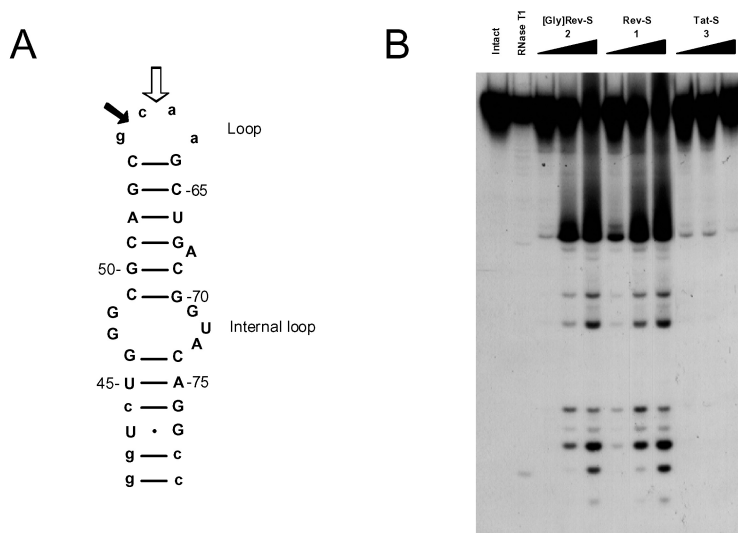 A
B
Intact
RNase T1
[Gly]Rev-S
2
Rev-S
1
Tat-S
3
c a
g a
Loop
C G
G C -65
A U
C G
A
50- G C
C G -70
G G
G U
A
Internal loop
G C
45- U A -75
c G
U · G
g c
g c